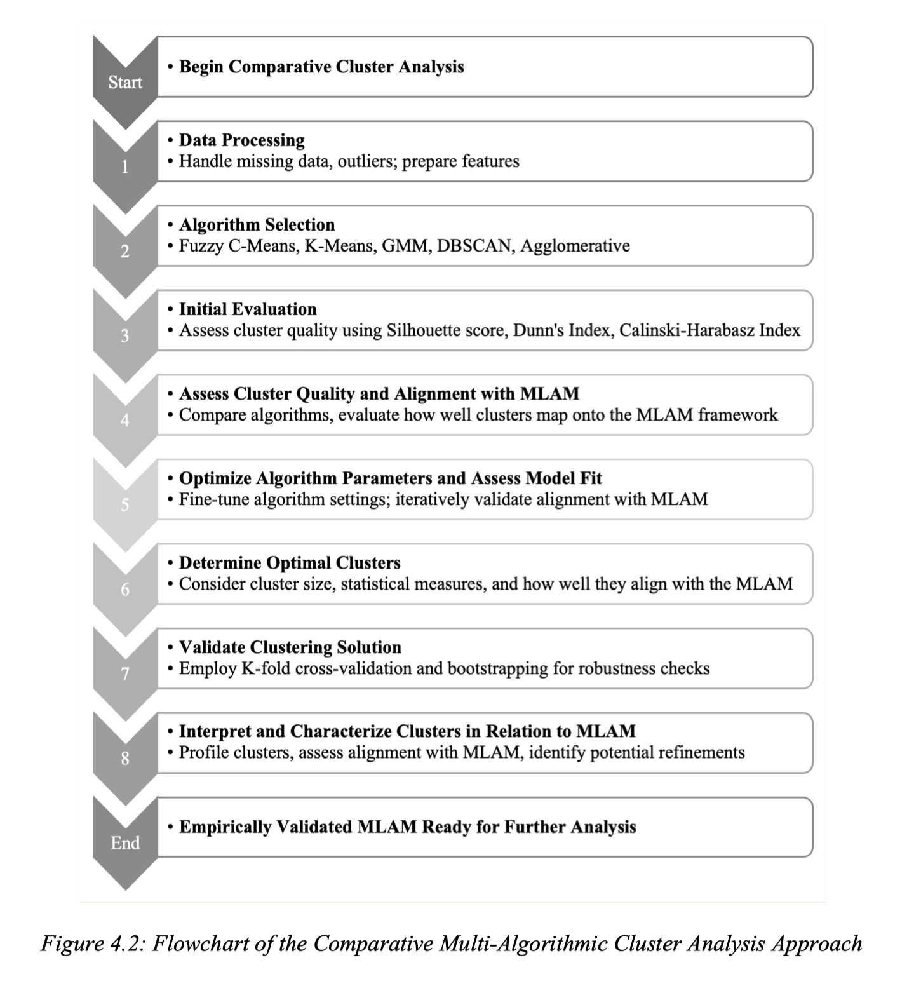 Start
• Begin Comparative Cluster Analysis
1
• Data Processing
• Handle missing data, outliers; prepare features
2
• Algorithm Selection
• Fuzzy C-Means, K-Means, GMM, DBSCAN, Agglomerative
3
• Initial Evaluation
• Assess cluster quality using Silhouette score, Dunn's Index, Calinski-Harabasz Index
4
• Assess Cluster Quality and Alignment with MLAM
• Compare algorithms, evaluate how well clusters map onto the MLAM framework
5
• Optimize Algorithm Parameters and Assess Model Fit
• Fine-tune algorithm settings; iteratively validate alignment with MLAM
6
• Determine Optimal Clusters
• Consider cluster size, statistical measures, and how well they align with the MLAM
7
• Validate Clustering Solution
• Employ K-fold cross-validation and bootstrapping for robustness checks
8
• Interpret and Characterize Clusters in Relation to MLAM
• Profile clusters, assess alignment with MLAM, identify potential refinements
End
• Empirically Validated MLAM Ready for Further Analysis
Figure 4.2: Flowchart of the Comparative Multi-Algorithmic Cluster Analysis Approach